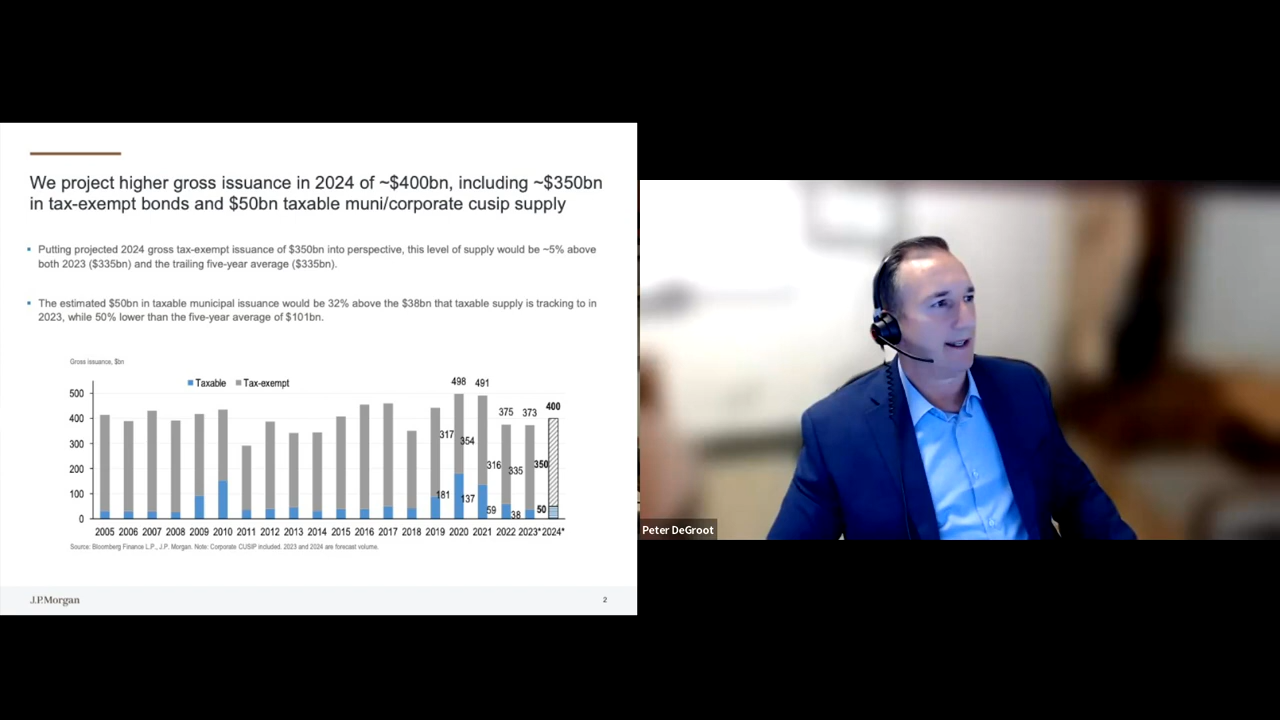 We project higher gross issuance in 2024 of ~$400bn, including ~$350bn
in tax-exempt bonds and $50bn taxable muni/corporate cusip supply
Putting projected 2024 gross tax-exempt issuance of $350bn into perspective, this level of supply would be ~5% above
both 2023 ($335bn) and the trailing five-year average ($335bn).
The estimated $50bn in taxable municipal issuance would be 32% above the $38bn that taxable supply is tracking to in
2023, while 50% lower than the five-year average of $101bn.
Gross issuance, $bn
Taxable Tax-exempt
500
400
300
200
100
0
498 491
375 373 400
317 354
316 335 350
181 137
59 38 50
2005 2006 2007 2008 2009 2010 2011 2012 2013 2014 2015 2016 2017 2018 2019 2020 2021 2022 2023* 2024*
Source: Bloomberg Finance L.P., J.P. Morgan. Note: Corporate CUSIP included. 2023 and 2024 are forecast volume.
J.P.Morgan
2
Peter DeGroot